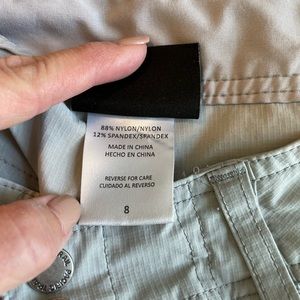 88% NYLON/NYLON
12% SPANDEX/SPANDEX
MADE IN CHINA
HECHO EN CHINA
REVERSE FOR CARE
CUIDADO AL REVERSO
8